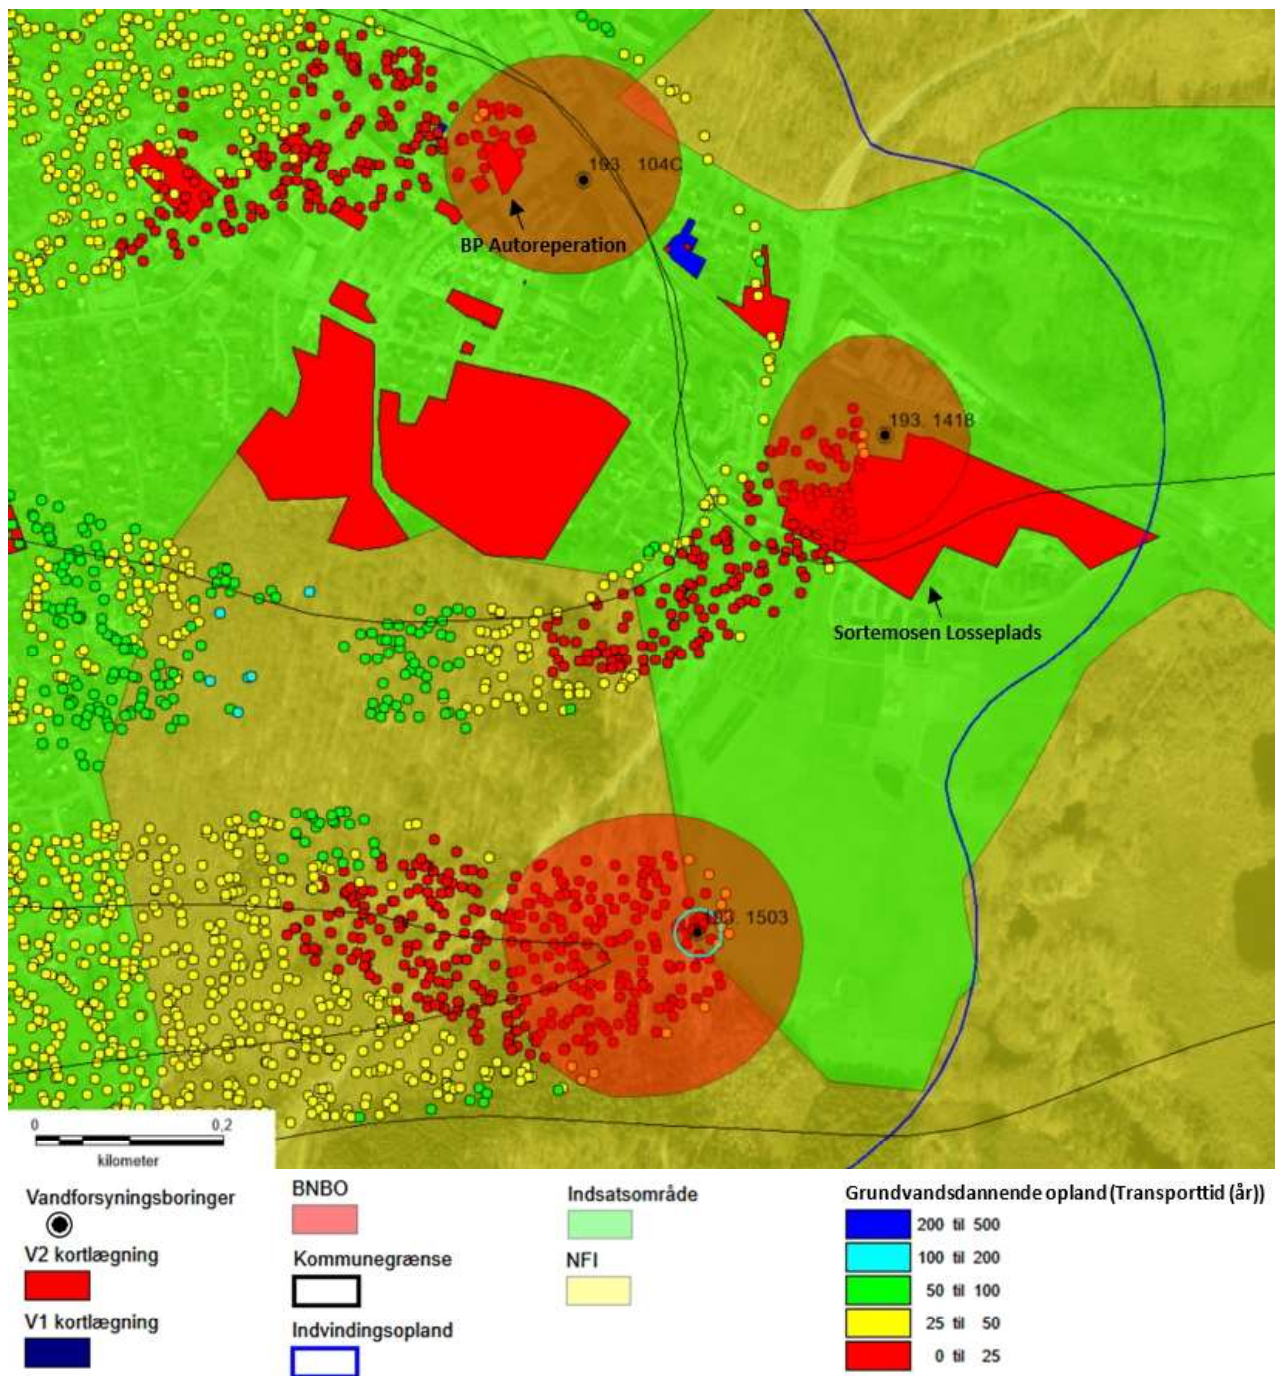 193. 104C
BP Autoreperation
193. 1418
Sortemosen Losseplads
193. 1503
0 0,2
kilometer
Vandforsyningsboringer
V2 kortlægning
V1 kortlægning
BNBO
Kommunegrænse
Indvindingsopland
Indsatsområde
NFI
Grundvandsdannende opland (Transporttid (år))
200 til 500
100 til 200
50 til 100
25 til 50
0 til 25